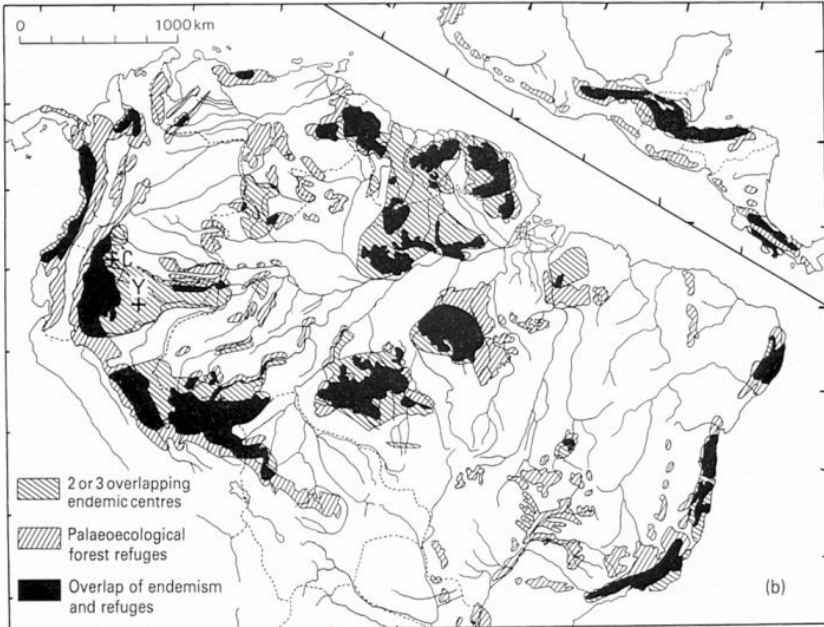 0 1000 km
C
Y
2 or 3 overlapping
endemic centres
Palaeoecological
forest refuges
Overlap of endemism
and refuges
(b)